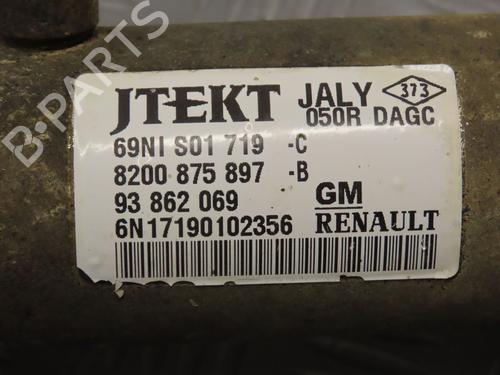 JTEKT JALY 373
050R DAGC
69NI S01 719 -C
8200 875 897 -B
93 862 069 GM
6N17190102356 RENAULT
B-PARTS